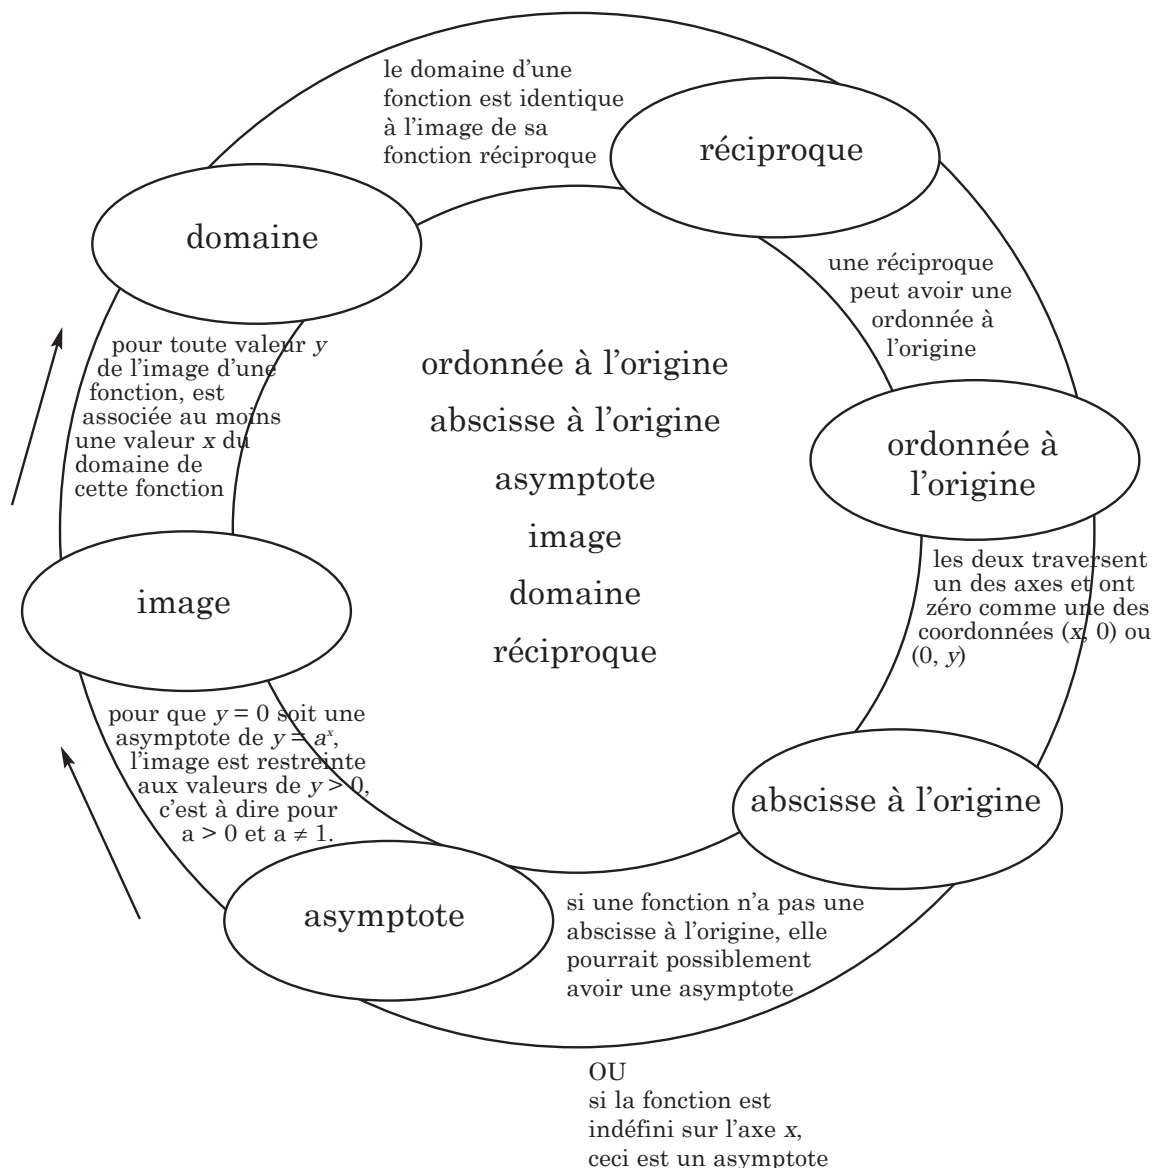 le domaine d'une
fonction est identique
à l'image de sa
fonction réciproque
réciproque
une réciproque
peut avoir une
ordonnée à
l'origine
ordonnée à
l'origine
les deux traversent
un des axes et ont
zéro comme une des
coordonnées (x, 0) ou
(0, y)
abscisse à l'origine
si une fonction n'a pas une
abscisse à l'origine, elle
pourrait possiblement
avoir une asymptote
OU
si la fonction est
indéfini sur l'axe x,
ceci est un asymptote
asymptote
pour que y = 0 soit une
asymptote de y = aˣ,
l'image est restreinte
aux valeurs de y > 0,
c'est à dire pour
a > 0 et a ≠ 1.
image
pour toute valeur y
de l'image d'une
fonction, est
associée au moins
une valeur x du
domaine de
cette fonction
domaine
ordonnée à l'origine
abscisse à l'origine
asymptote
image
domaine
réciproque